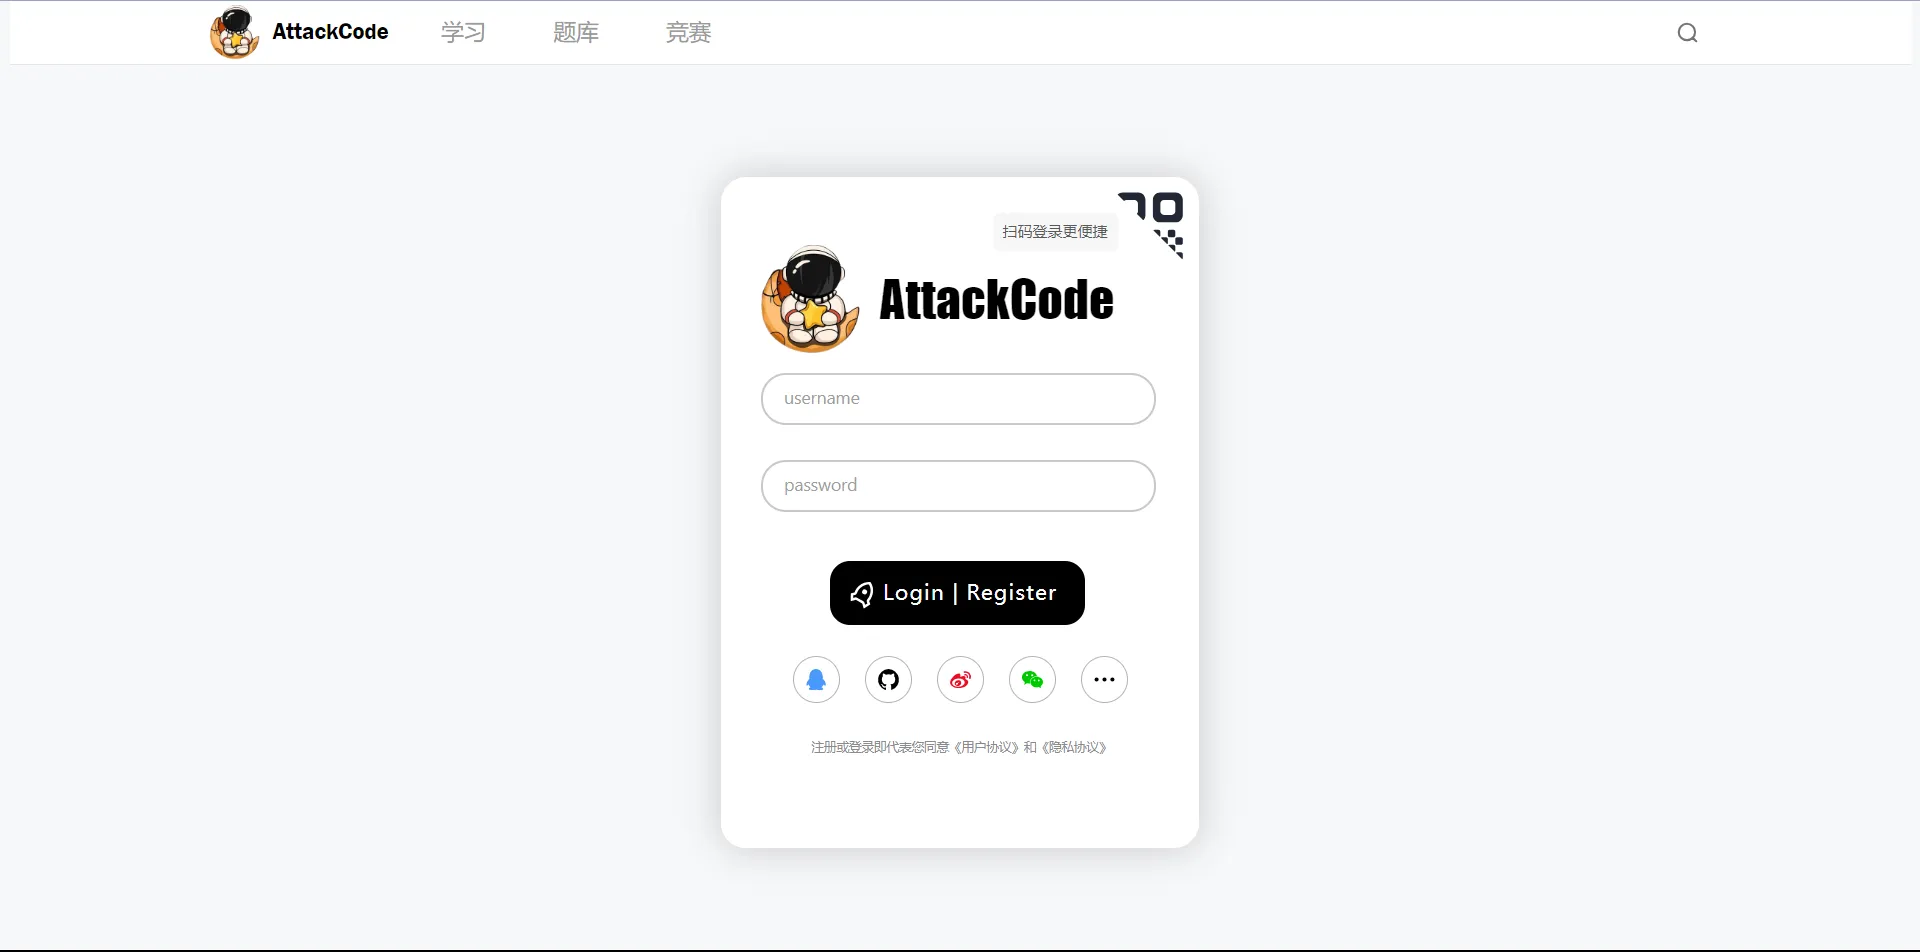 AttackCode 学习 题库 竞赛
扫码登录更便捷
AttackCode
username
password
Login | Register
注册或登录即代表您同意《用户协议》和《隐私协议》